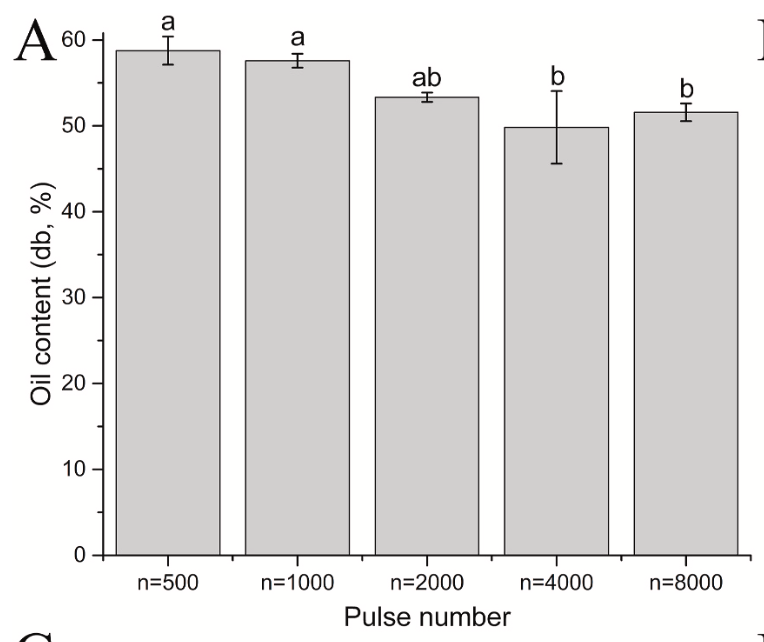 A
a
a
ab
b
b
60
50
40
30
20
10
0
Oil content (db, %)
n=500 n=1000 n=2000 n=4000 n=8000
Pulse number